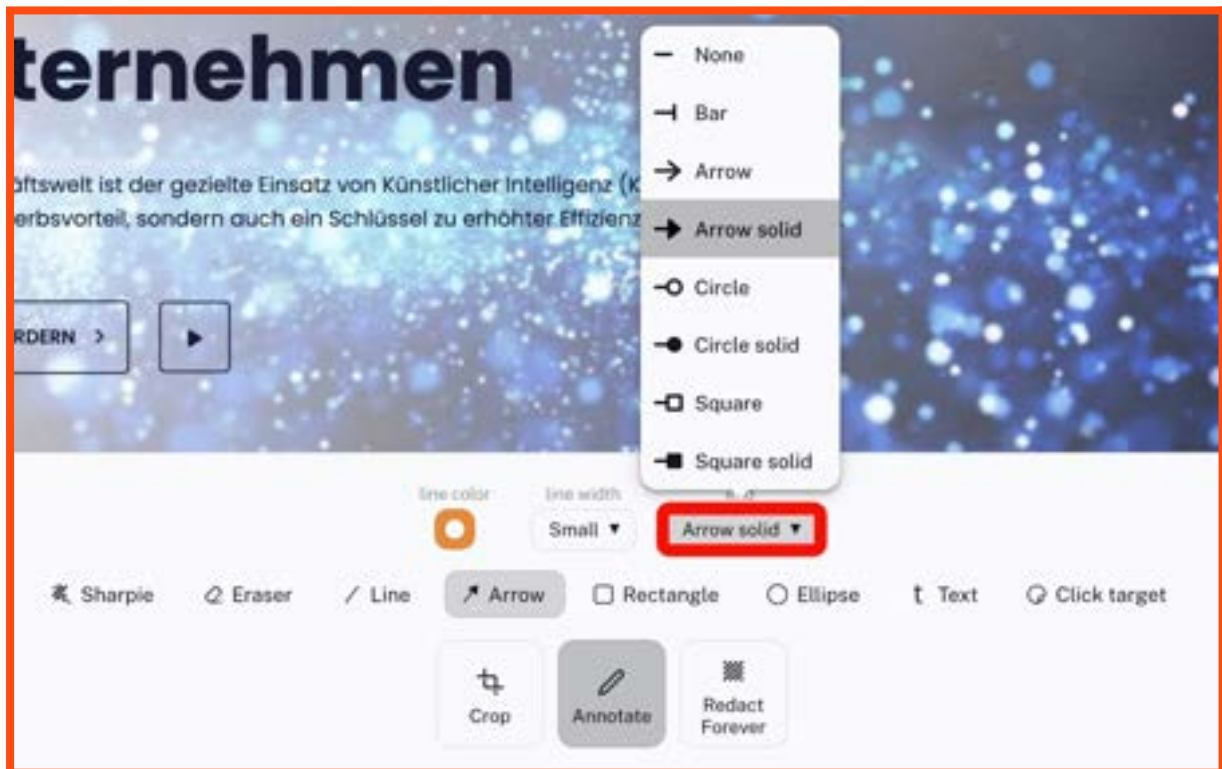 ternehmen
None
Bar
Arrow
äftswelt ist der gezielte Einsatz von Künstlicher Intelligenz (K
erbsvorteil, sondern auch ein Schlüssel zu erhöhter Effizienz
Arrow solid
Circle
RDERN >
Circle solid
Square
Square solid
line color
line width
Small ▼
Arrow solid ▼
Sharpie
Eraser
Line
Arrow
Rectangle
Ellipse
Text
Click target
Crop
Annotate
Redact
Forever